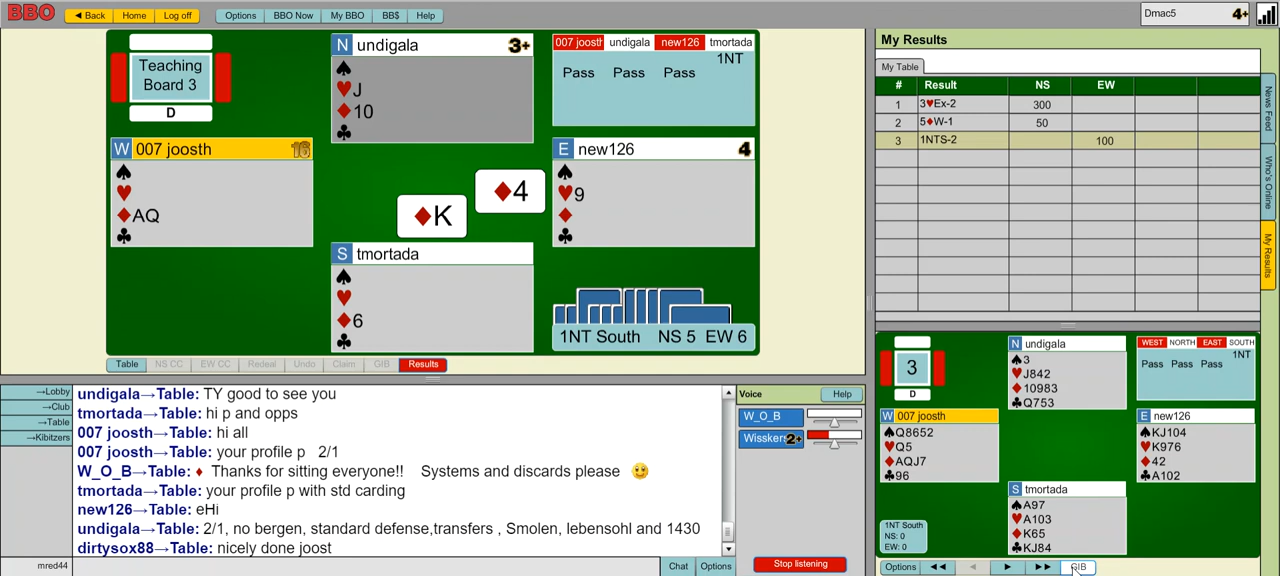 BBO ◄ Back Home Log off Options BBO Now My BBO BB$ Help Dmac5 4+
Teaching
Board 3
D
N undigala 3+
♠
♥J
♦10
♣
007 joosth undigala new126 tmortada
1NT
Pass Pass Pass
W 007 joosth 16
♠
♥
♦AQ
♣
♦4
♦K
E new126 4
♠
♥9
♦
♣
S tmortada
♠
♥
♦6
♣
1NT South NS 5 EW 6
Table NS CC EW CC Redeal Undo Claim GIB Results
My Results
My Table
# Result NS EW
1 3♥Ex-2 300
2 5♦W-1 50
3 1NTS-2 100
News Feed
Who's Online
My Results
3
D
N undigala
♠3
♥J842
♦10983
♣Q753
WEST NORTH EAST SOUTH
1NT
Pass Pass Pass
W 007 joosth
♠Q8652
♥Q5
♦AQJ7
♣96
E new126
♠KJ104
♥K976
♦42
♣A102
S tmortada
♠A97
♥A103
♦K65
♣KJ84
1NT South
NS: 0
EW: 0
Options ◄◄ ◄ ► ►► GIB
→Lobby
→Club
→Table
→Kibitzers
undigala→Table: TY good to see you
tmortada→Table: hi p and opps
007 joosth→Table: hi all
007 joosth→Table: your profile p 2/1
W_O_B→Table: ♦ Thanks for sitting everyone!! Systems and discards please
tmortada→Table: your profile p with std carding
new126→Table: eHi
undigala→Table: 2/1, no bergen, standard defense,transfers , Smolen, lebensohl and 1430
dirtysox88→Table: nicely done joost
mred44 Chat Options
Voice Help
W_O_B
Wisskers 2+
Stop listening